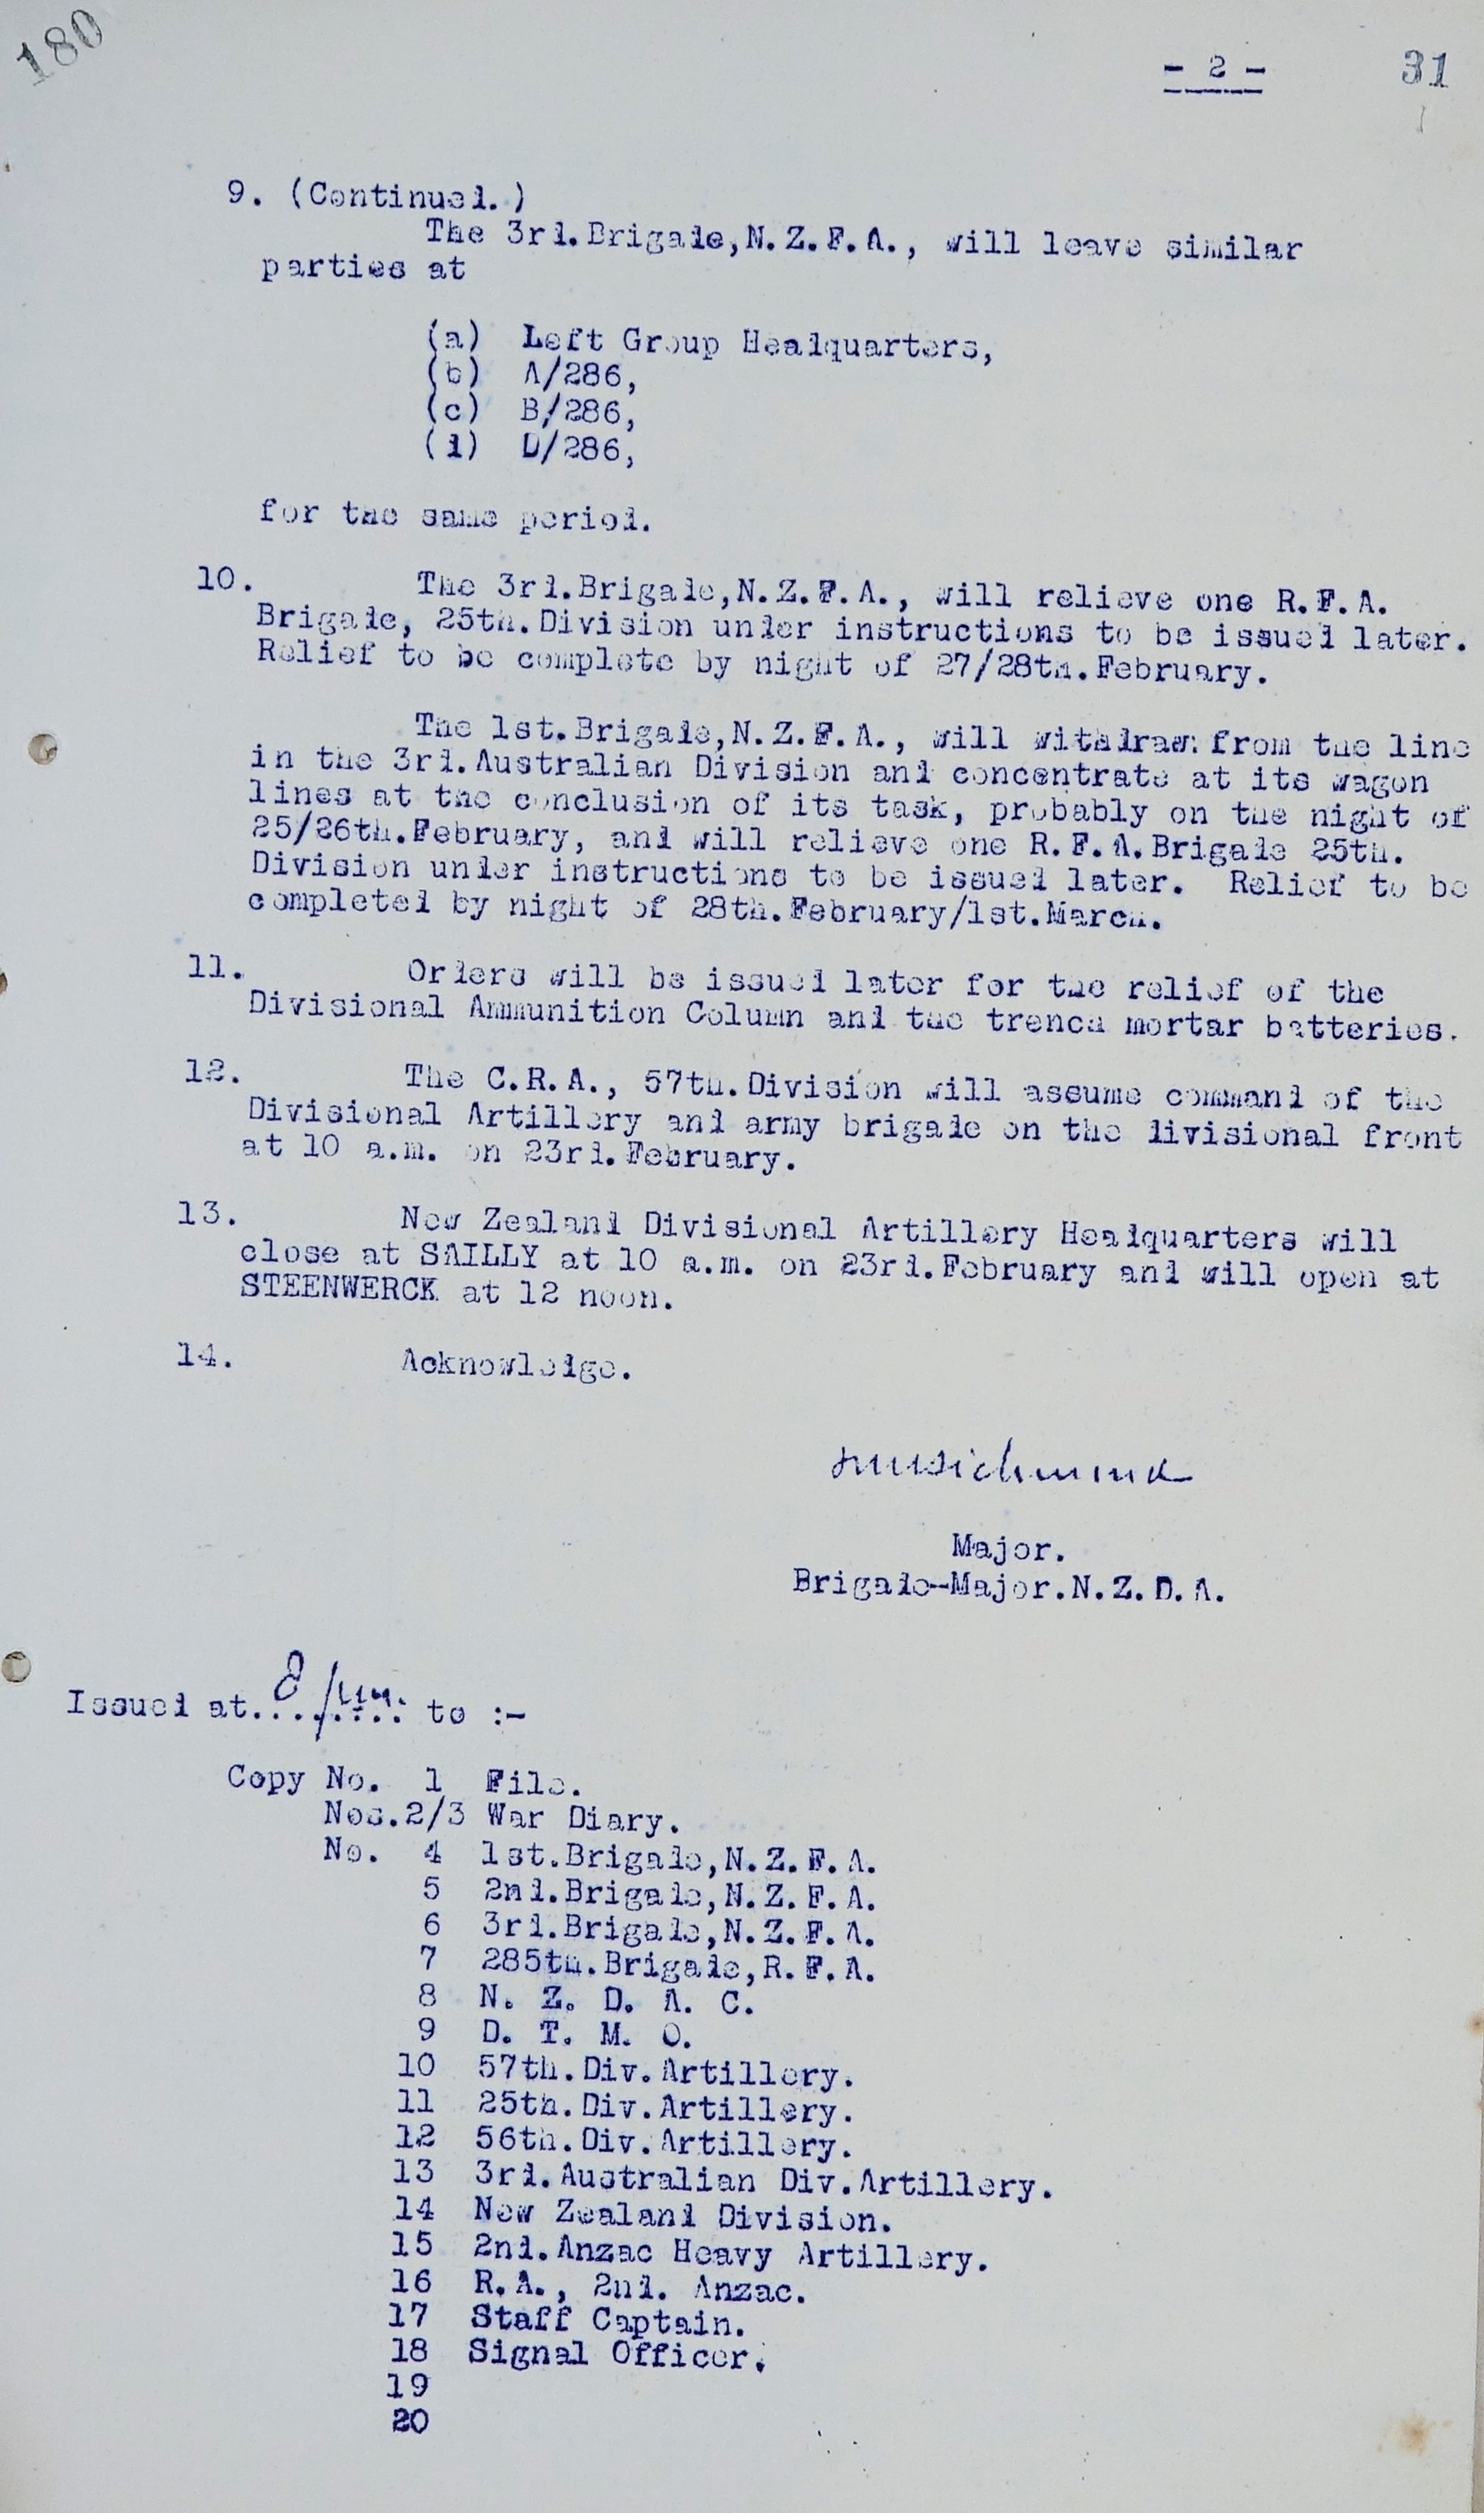 180
- 2 -
31
9. (Continued.)
The 3rd.Brigade,N.Z.F.A., will leave similar
parties at
(a) Left Group Headquarters,
(b) A/286,
(c) B/286,
(d) D/286,
for the same period.
10. The 3rd.Brigade,N.Z.F.A., will relieve one R.F.A.
Brigade, 25th.Division under instructions to be issued later.
Relief to be complete by night of 27/28th.February.
The 1st.Brigade,N.Z.F.A., will withdraw from the line
in the 3rd.Australian Division and concentrate at its wagon
lines at the conclusion of its task, probably on the night of
25/26th.February, and will relieve one R.F.A.Brigade 25th.
Division under instructions to be issued later. Relief to be
completed by night of 28th.February/1st.March.
11. Orders will be issued later for the relief of the
Divisional Ammunition Column and the trench mortar batteries.
12. The C.R.A., 57th.Division will assume command of the
Divisional Artillery and army brigade on the divisional front
at 10 a.m. on 23rd.February.
13. New Zealand Divisional Artillery Headquarters will
close at SAILLY at 10 a.m. on 23rd.February and will open at
STEENWERCK at 12 noon.
14. Acknowledge.
Major.
Brigade-Major.N.Z.D.A.
Issued at 8 to :-
Copy No. 1 File.
Nos.2/3 War Diary.
No. 4 1st.Brigade,N.Z.F.A.
5 2nd.Brigade,N.Z.F.A.
6 3rd.Brigade,N.Z.F.A.
7 285th.Brigade,R.F.A.
8 N. Z. D. A. C.
9 D. T. M. O.
10 57th.Div.Artillery.
11 25th.Div.Artillery.
12 56th.Div.Artillery.
13 3rd.Australian Div.Artillery.
14 New Zealand Division.
15 2nd.Anzac Heavy Artillery.
16 R.A., 2nd. Anzac.
17 Staff Captain.
18 Signal Officer.
19
20